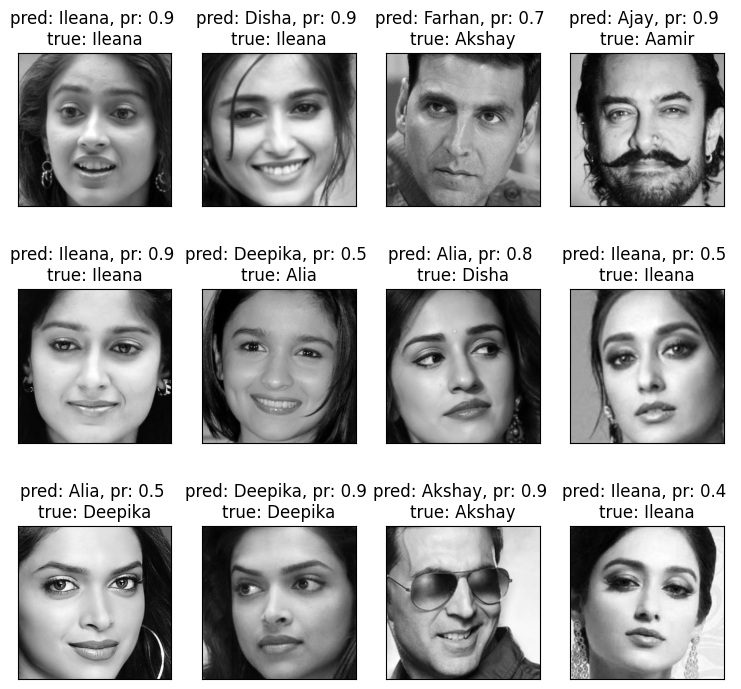 pred: Ileana, pr: 0.9
true: Ileana
pred: Disha, pr: 0.9
true: Ileana
pred: Farhan, pr: 0.7
true: Akshay
pred: Ajay, pr: 0.9
true: Aamir
pred: Ileana, pr: 0.9
true: Ileana
pred: Deepika, pr: 0.5
true: Alia
pred: Alia, pr: 0.8
true: Disha
pred: Ileana, pr: 0.5
true: Ileana
pred: Alia, pr: 0.5
true: Deepika
pred: Deepika, pr: 0.9
true: Deepika
pred: Akshay, pr: 0.9
true: Akshay
pred: Ileana, pr: 0.4
true: Ileana